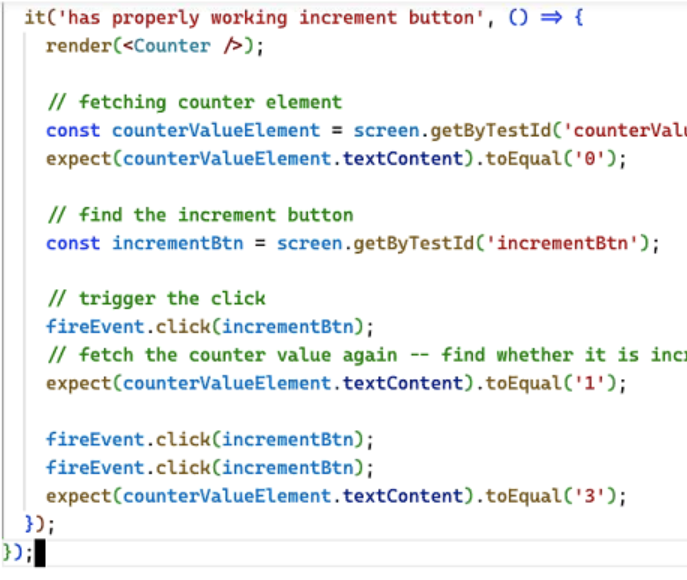 it('has properly working increment button', () => {
render(<Counter />);
// fetching counter element
const counterValueElement = screen.getByTestId('counterValu
expect(counterValueElement.textContent).toEqual('0');
// find the increment button
const incrementBtn = screen.getByTestId('incrementBtn');
// trigger the click
fireEvent.click(incrementBtn);
// fetch the counter value again -- find whether it is incr
expect(counterValueElement.textContent).toEqual('1');
fireEvent.click(incrementBtn);
fireEvent.click(incrementBtn);
expect(counterValueElement.textContent).toEqual('3');
});
});